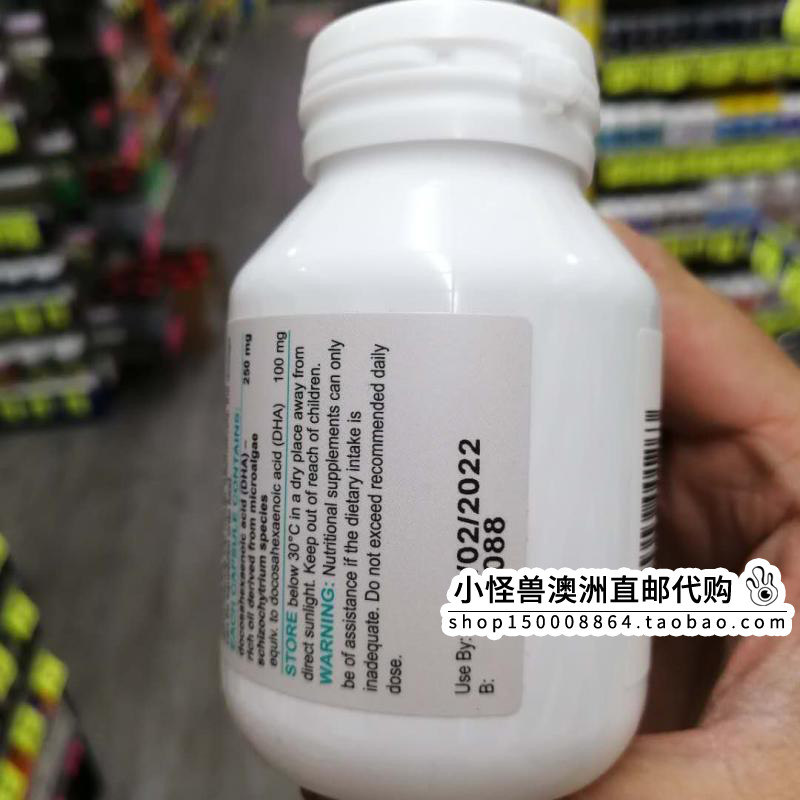 EACH CAPSULE CONTAINS:
docosahexaenoic acid (DHA) –
rich oil derived from microalgae
schizochytrium species 250 mg
equiv. to docosahexaenoic acid (DHA) 100 mg
STORE below 30°C in a dry place away from
direct sunlight. Keep out of reach of children.
WARNING: Nutritional supplements can only
be of assistance if the dietary intake is
inadequate. Do not exceed recommended daily
dose.
Use By: /02/2022
B: 088
小怪兽澳洲直邮代购
shop150008864.taobao.com